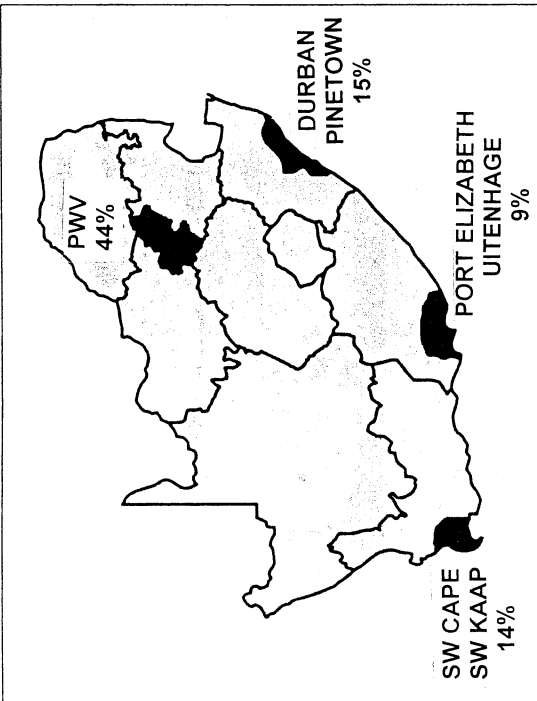 PWV
44%
DURBAN
PINETOWN
15%
PORT ELIZABETH
UITENHAGE
9%
SW CAPE
SW KAAP
14%